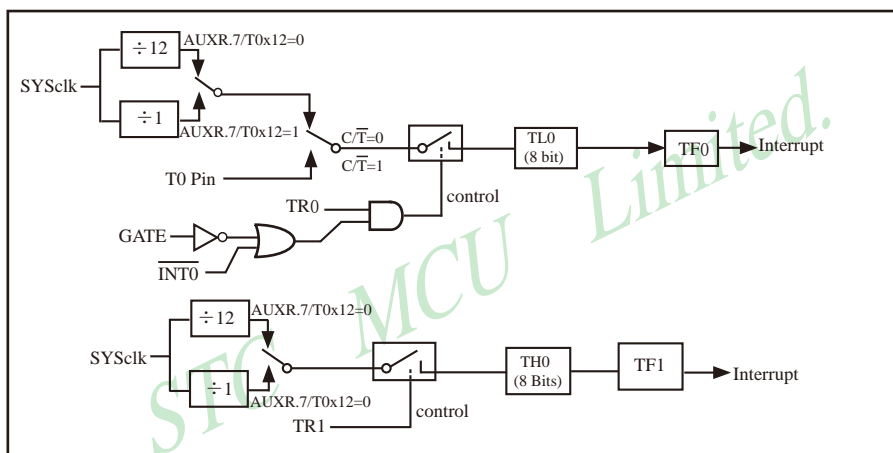 ÷12
AUXR.7/T0x12=0
SYSclk
÷1
AUXR.7/T0x12=1
C/T̅=0
C/T̅=1
T0 Pin
TL0
(8 bit)
TF0
Interrupt
control
TR0
GATE
I̅N̅T̅0̅
÷12
AUXR.7/T0x12=0
SYSclk
÷1
AUXR.7/T0x12=0
TH0
(8 Bits)
TF1
Interrupt
control
TR1
STC MCU Limited.